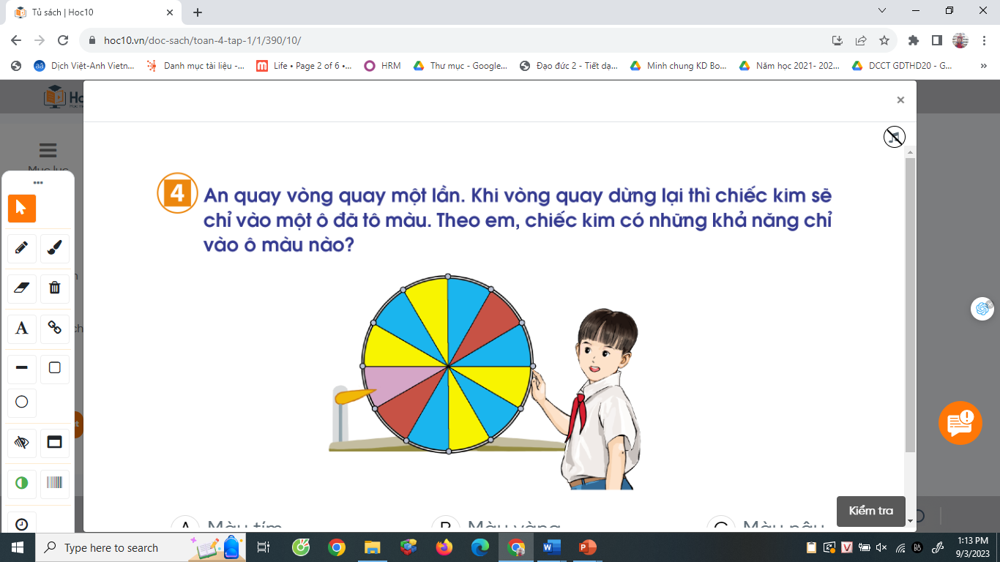 Tủ sách | Hoc10
hoc10.vn/doc-sach/toan-4-tap-1/1/390/10/
aă Dịch Việt-Anh Vietn... Danh mục tài liệu -... Life • Page 2 of 6 •... HRM Thư mục - Google... Đạo đức 2 - Tiết dạ... Minh chung KD Bo... Năm học 2021- 202... DCCT GDTHD20 - G... »
Mục lục
4 An quay vòng quay một lần. Khi vòng quay dừng lại thì chiếc kim sẽ
chỉ vào một ô đã tô màu. Theo em, chiếc kim có những khả năng chỉ
vào ô màu nào?
A
Kiểm tra
A Màu tím B Màu vàng C Màu nâu
Type here to search
1:13 PM
9/3/2023